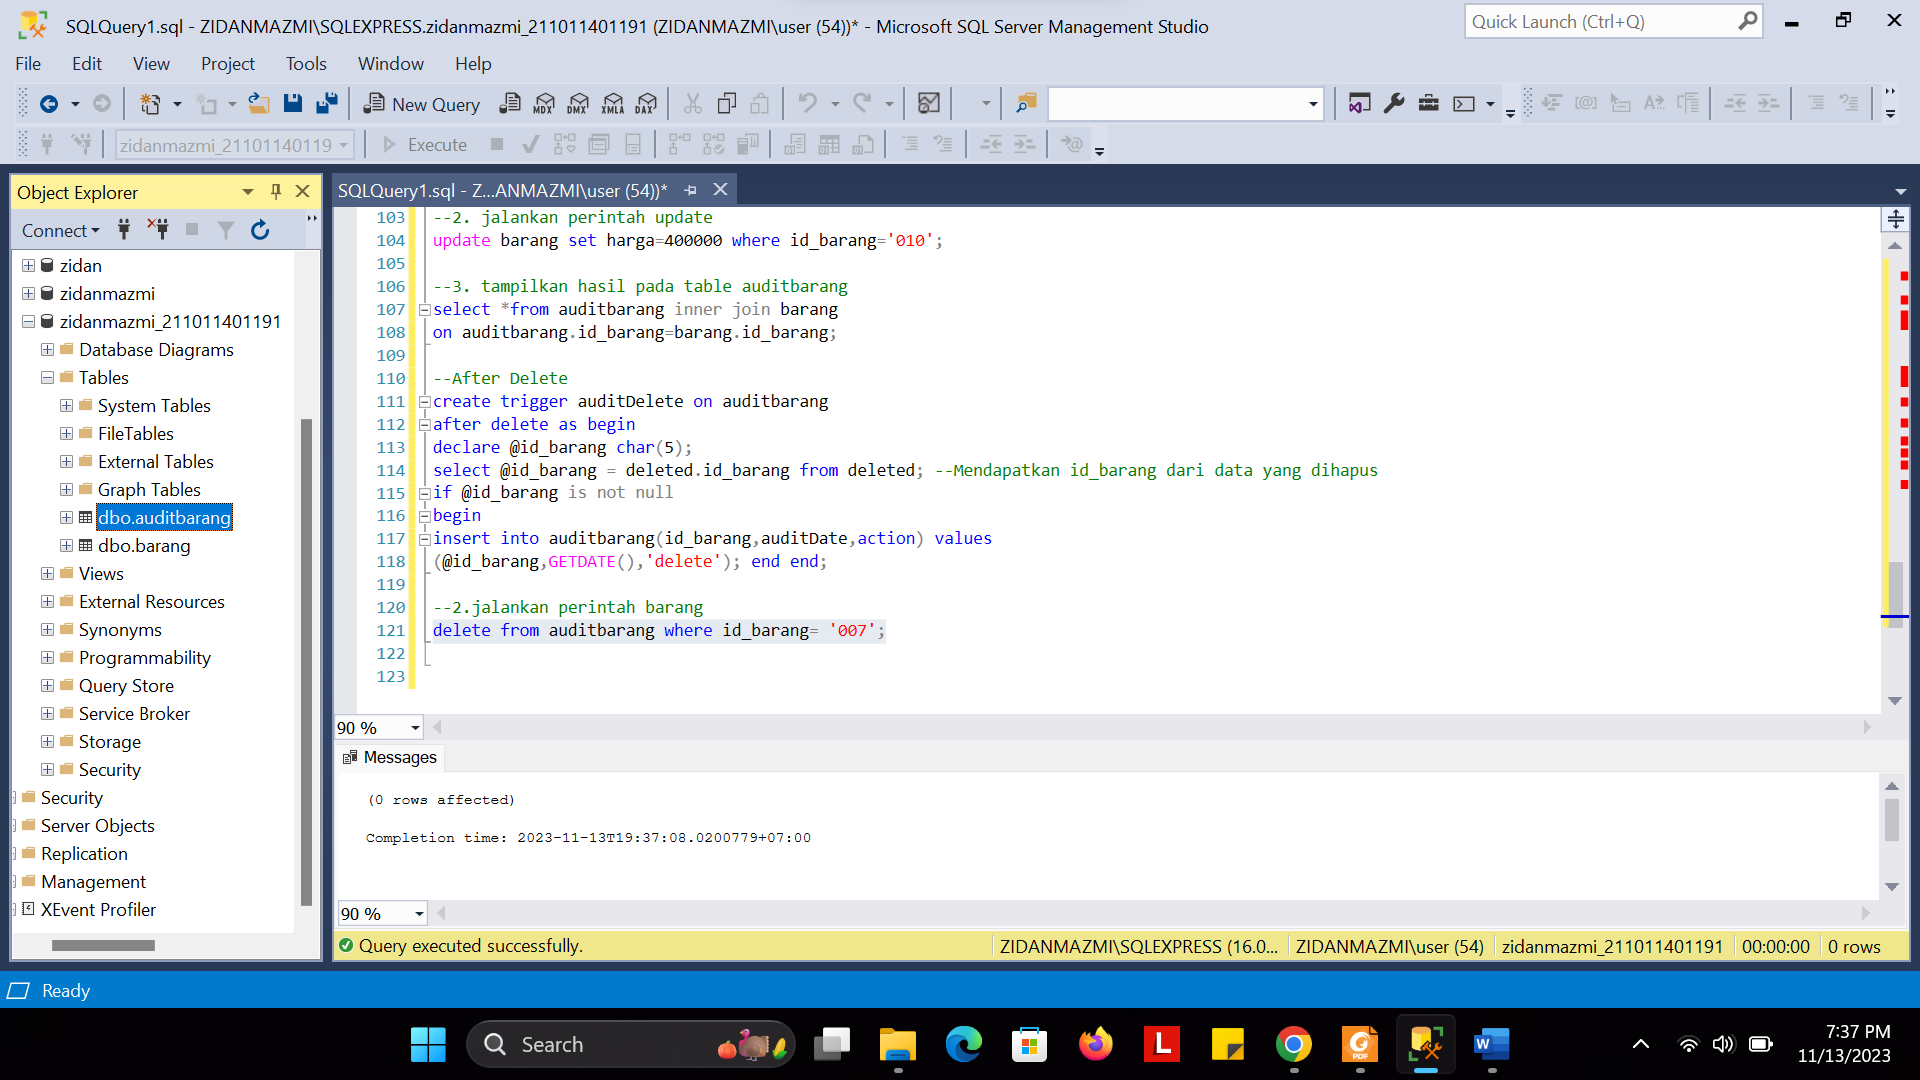 SQLQuery1.sql - ZIDANMAZMI\SQLEXPRESS.zidanmazmi_211011401191 (ZIDANMAZMI\user (54))* - Microsoft SQL Server Management Studio
Quick Launch (Ctrl+Q)
File Edit View Project Tools Window Help
New Query MDX DMX XMLA DAX
zidanmazmi_21101140119 Execute
Object Explorer
Connect
zidan
zidanmazmi
zidanmazmi_211011401191
Database Diagrams
Tables
System Tables
FileTables
External Tables
Graph Tables
dbo.auditbarang
dbo.barang
Views
External Resources
Synonyms
Programmability
Query Store
Service Broker
Storage
Security
Security
Server Objects
Replication
Management
XEvent Profiler
SQLQuery1.sql - Z...ANMAZMI\user (54))*
103 --2. jalankan perintah update
104 update barang set harga=400000 where id_barang='010';
105
106 --3. tampilkan hasil pada table auditbarang
107 select *from auditbarang inner join barang
108 on auditbarang.id_barang=barang.id_barang;
109
110 --After Delete
111 create trigger auditDelete on auditbarang
112 after delete as begin
113 declare @id_barang char(5);
114 select @id_barang = deleted.id_barang from deleted; --Mendapatkan id_barang dari data yang dihapus
115 if @id_barang is not null
116 begin
117 insert into auditbarang(id_barang,auditDate,action) values
118 (@id_barang,GETDATE(),'delete'); end end;
119
120 --2.jalankan perintah barang
121 delete from auditbarang where id_barang= '007';
122
123
90 %
Messages
(0 rows affected)
Completion time: 2023-11-13T19:37:08.0200779+07:00
90 %
Query executed successfully.
ZIDANMAZMI\SQLEXPRESS (16.0... ZIDANMAZMI\user (54) zidanmazmi_211011401191 00:00:00 0 rows
Ready
Search
L
PDF
W
7:37 PM
11/13/2023